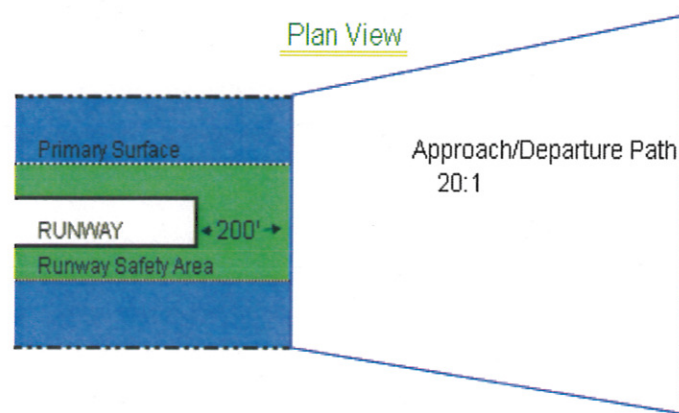 Plan View
Primary Surface
Approach/Departure Path
20:1
RUNWAY
200'
Runway Safety Area